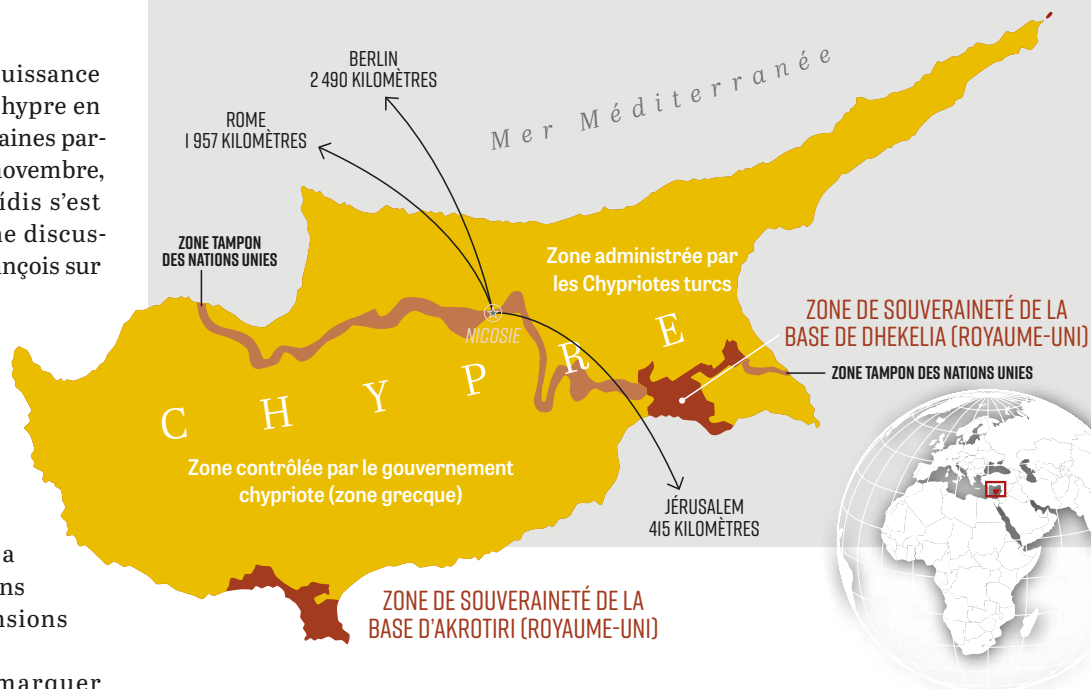 uissance
hypre en
aines par-
novembre,
ídis s'est
ne discus-
nçois sur
a
ns
nsions
marquer
BERLIN
2 490 KILOMÈTRES
ROME
1 957 KILOMÈTRES
Mer Méditerranée
ZONE TAMPON
DES NATIONS UNIES
Zone administrée par
les Chypriotes turcs
NICOSIE
ZONE DE SOUVERAINETÉ DE LA
BASE DE DHEKELIA (ROYAUME-UNI)
ZONE TAMPON DES NATIONS UNIES
CHYPRE
Zone contrôlée par le gouvernement
chypriote (zone grecque)
JÉRUSALEM
415 KILOMÈTRES
ZONE DE SOUVERAINETÉ DE LA
BASE D'AKROTIRI (ROYAUME-UNI)